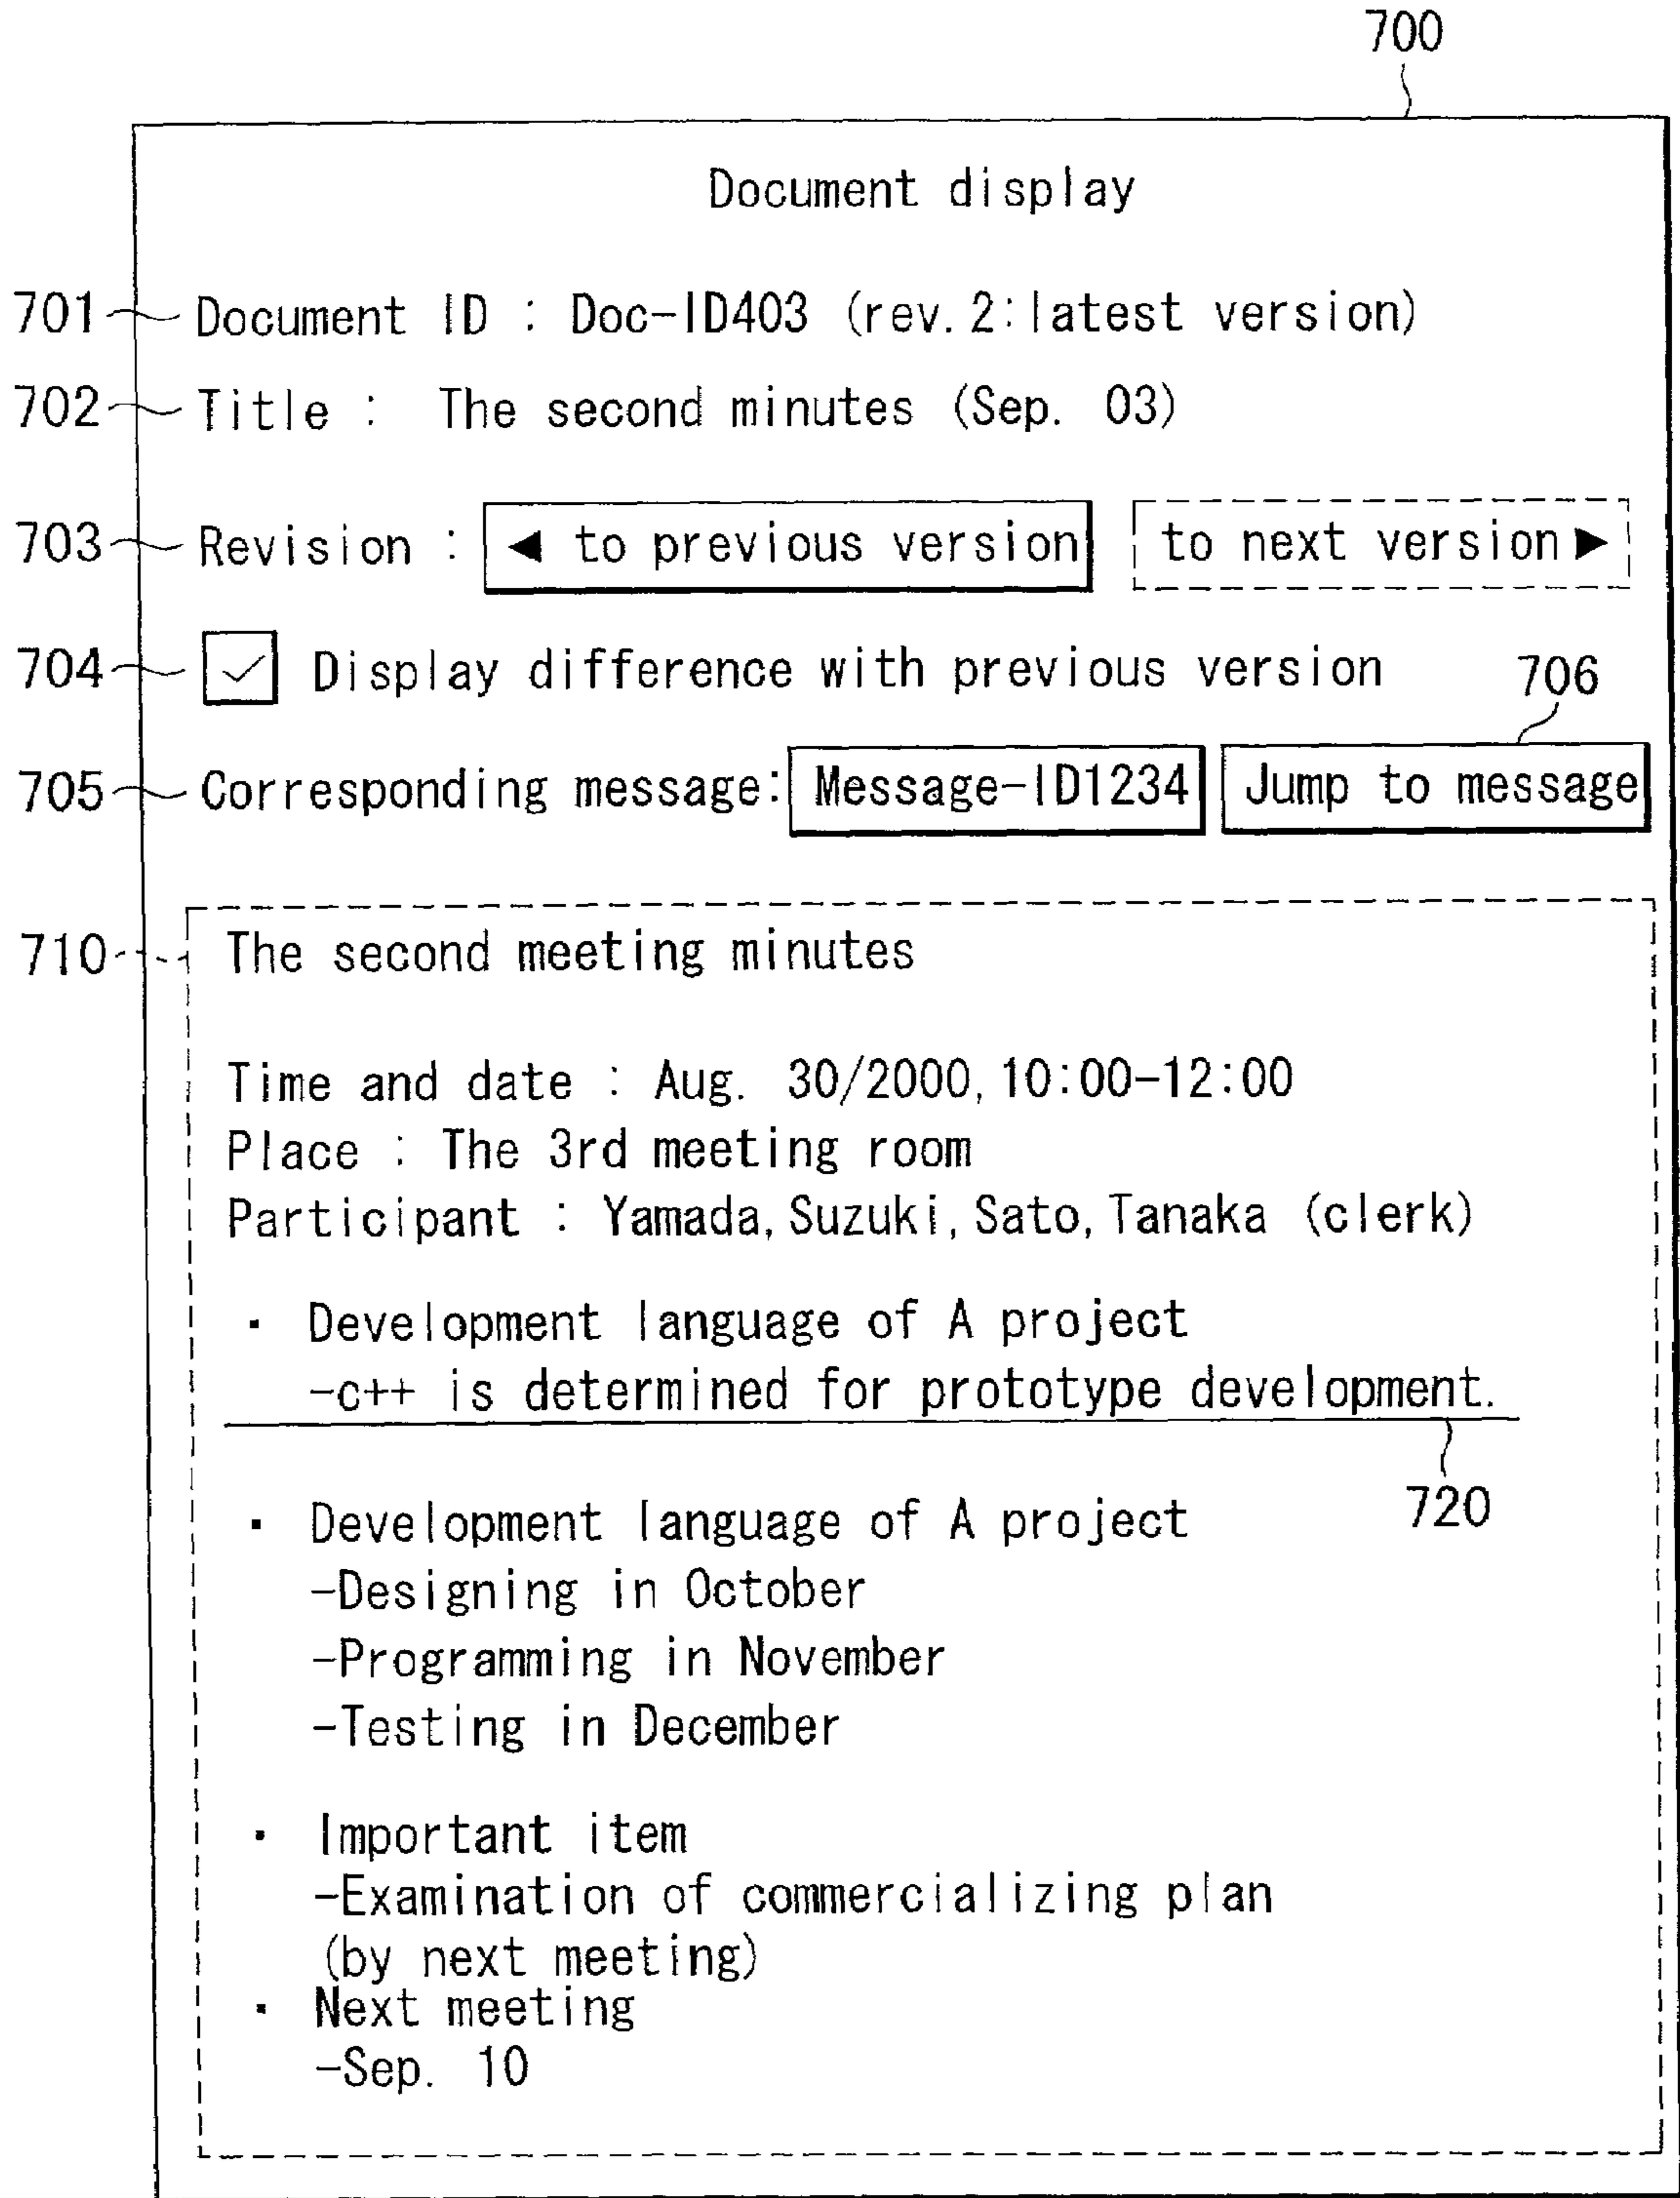 700
Document display
701 Document ID : Doc-ID403 (rev.2:latest version)
702 Title : The second minutes (Sep. 03)
703 Revision : ◀ to previous version to next version ▶
704 ✓ Display difference with previous version
706
705 Corresponding message: Message-ID1234 Jump to message
710 The second meeting minutes
Time and date : Aug. 30/2000, 10:00-12:00
Place : The 3rd meeting room
Participant : Yamada, Suzuki, Sato, Tanaka (clerk)
・ Development language of A project
-c++ is determined for prototype development.
720
・ Development language of A project
-Designing in October
-Programming in November
-Testing in December
・ Important item
-Examination of commercializing plan
(by next meeting)
・ Next meeting
-Sep. 10